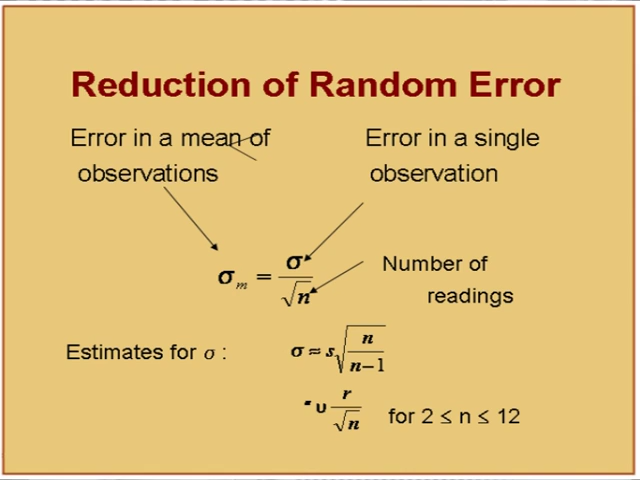 Reduction of Random Error
Error in a mean of
observations
Error in a single
observation
σₘ = σ/√n
Number of
readings
Estimates for σ :
σ ≈ s√(n/(n−1))
r/√n
for 2 ≤ n ≤ 12